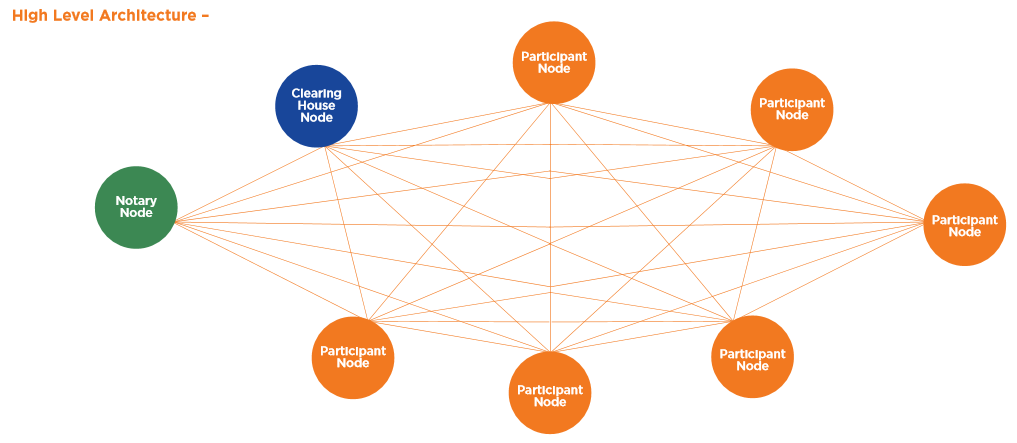 High Level Architecture –
Participant
Node
Clearing
House
Node
Participant
Node
Notary
Node
Participant
Node
Participant
Node
Participant
Node
Participant
Node